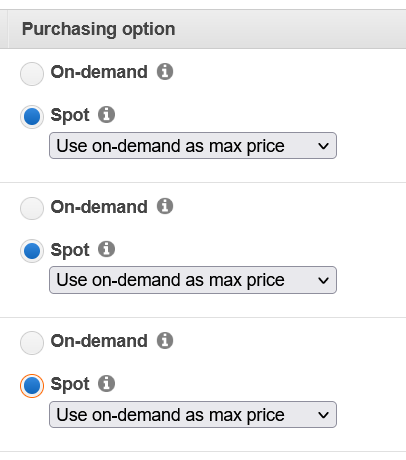 Purchasing option
On-demand
Spot
Use on-demand as max price
On-demand
Spot
Use on-demand as max price
On-demand
Spot
Use on-demand as max price